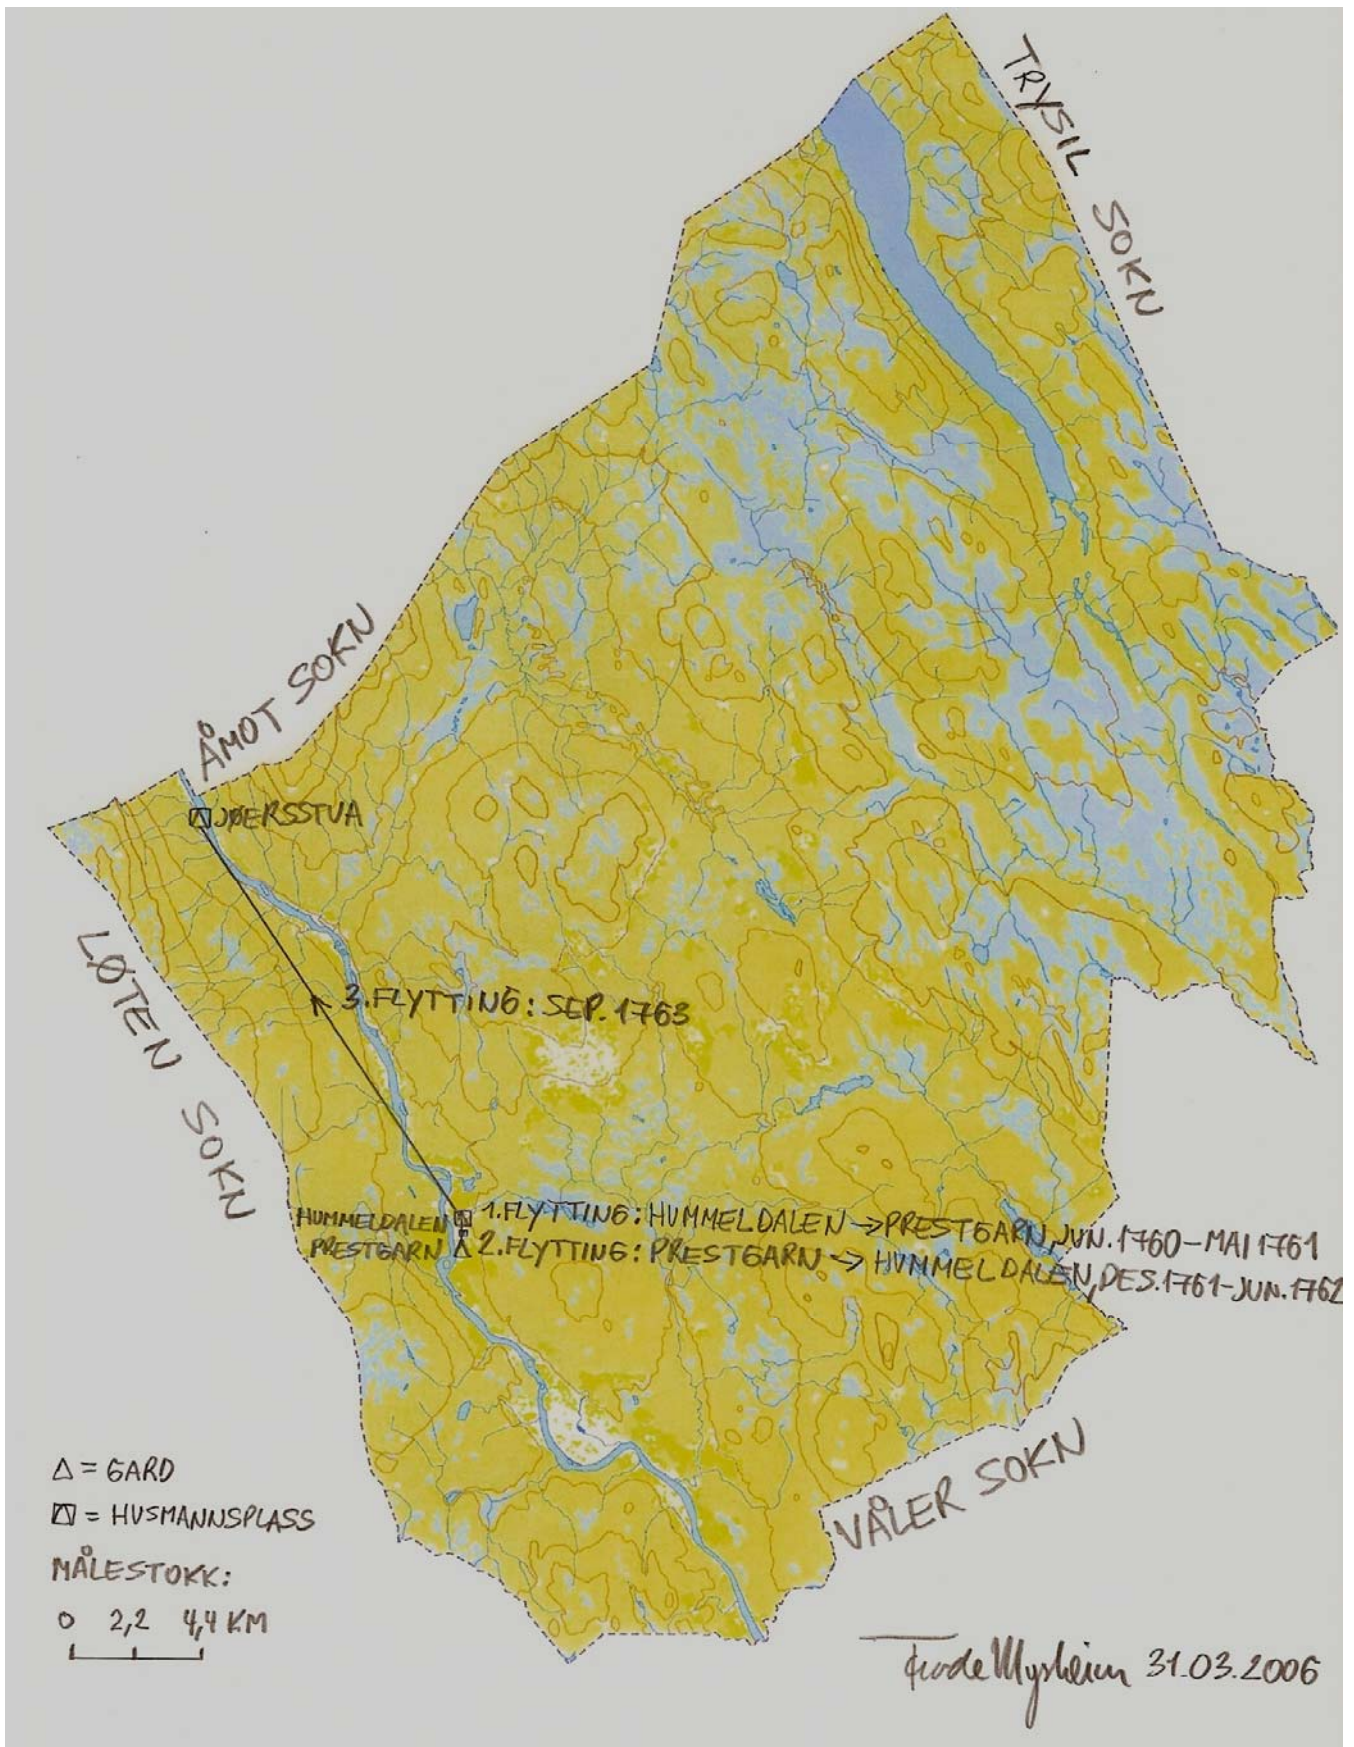 TRYSIL SOKN
ÅMOT SOKN
JØERSSTUA
LØTEN SOKN
3.FLYTTING: SEP. 1763
HUMMELDALEN
1.FLYTTING: HUMMELDALEN → PRESTGARN, JUN. 1760 – MAI 1761
PRESTGARN
2.FLYTTING: PRESTGARN → HUMMELDALEN, DES. 1761 - JUN. 1762
VÅLER SOKN
△ = GARD
= HUSMANNSPLASS
MÅLESTOKK:
0 2,2 4,4 KM
31.03.2006